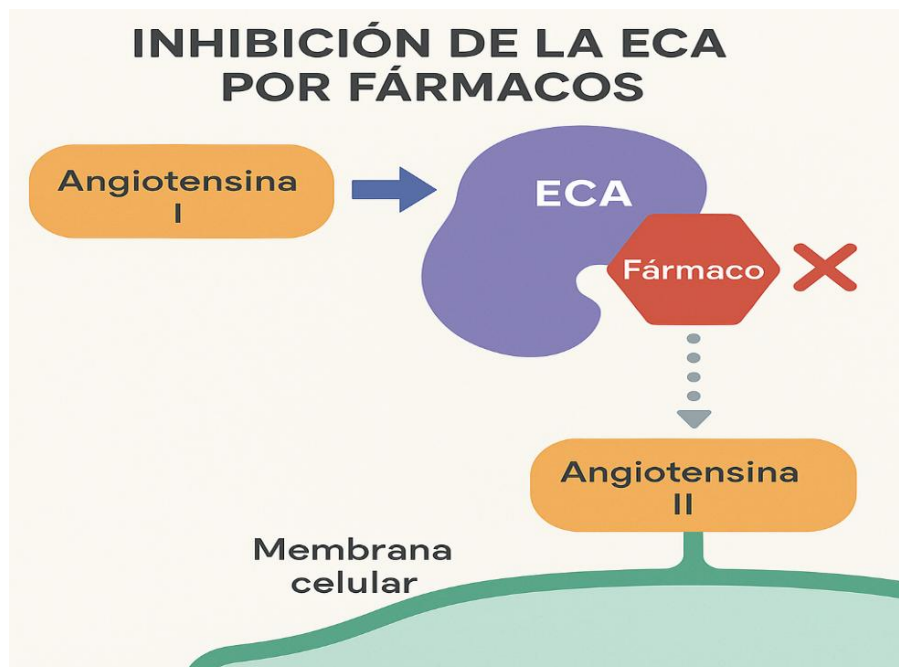 INHIBICIÓN DE LA ECA
POR FÁRMACOS
Angiotensina
I
ECA
Fármaco
Angiotensina
II
Membrana
celular